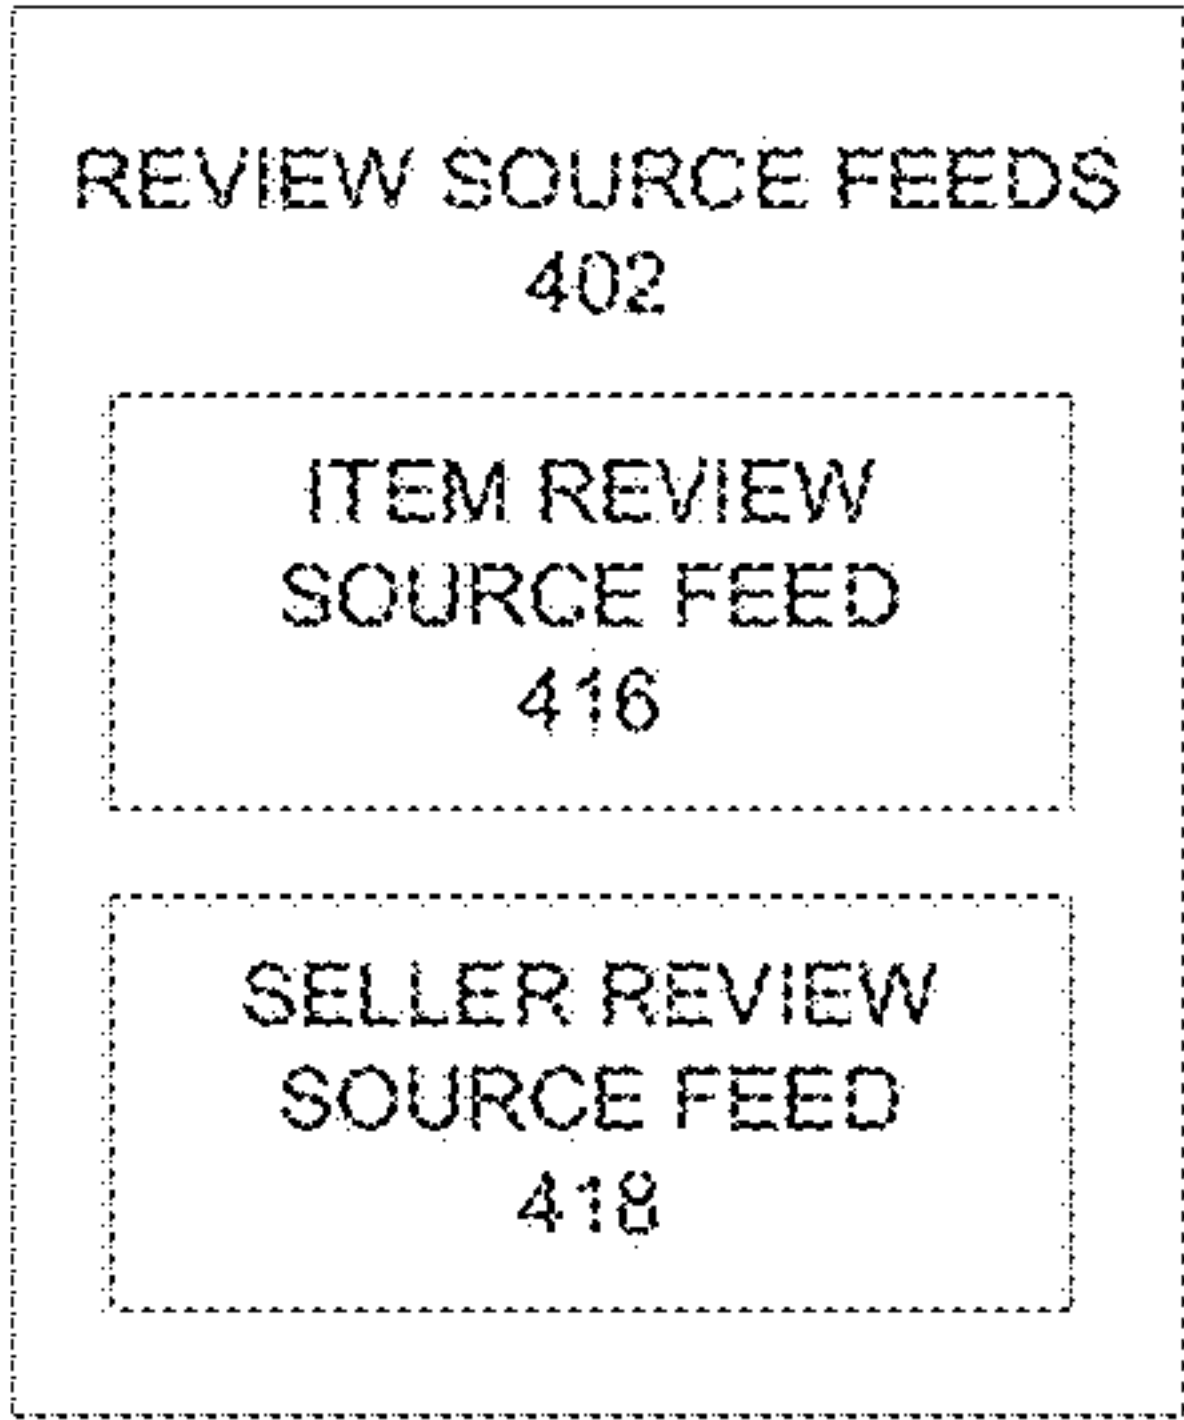 REVIEW SOURCE FEEDS
402
ITEM REVIEW
SOURCE FEED
416
SELLER REVIEW
SOURCE FEED
418